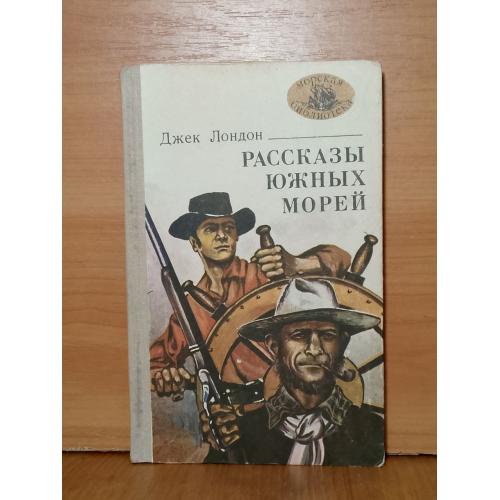 морская
библиотека
Джек Лондон
РАССКАЗЫ
ЮЖНЫХ
МОРЕЙ